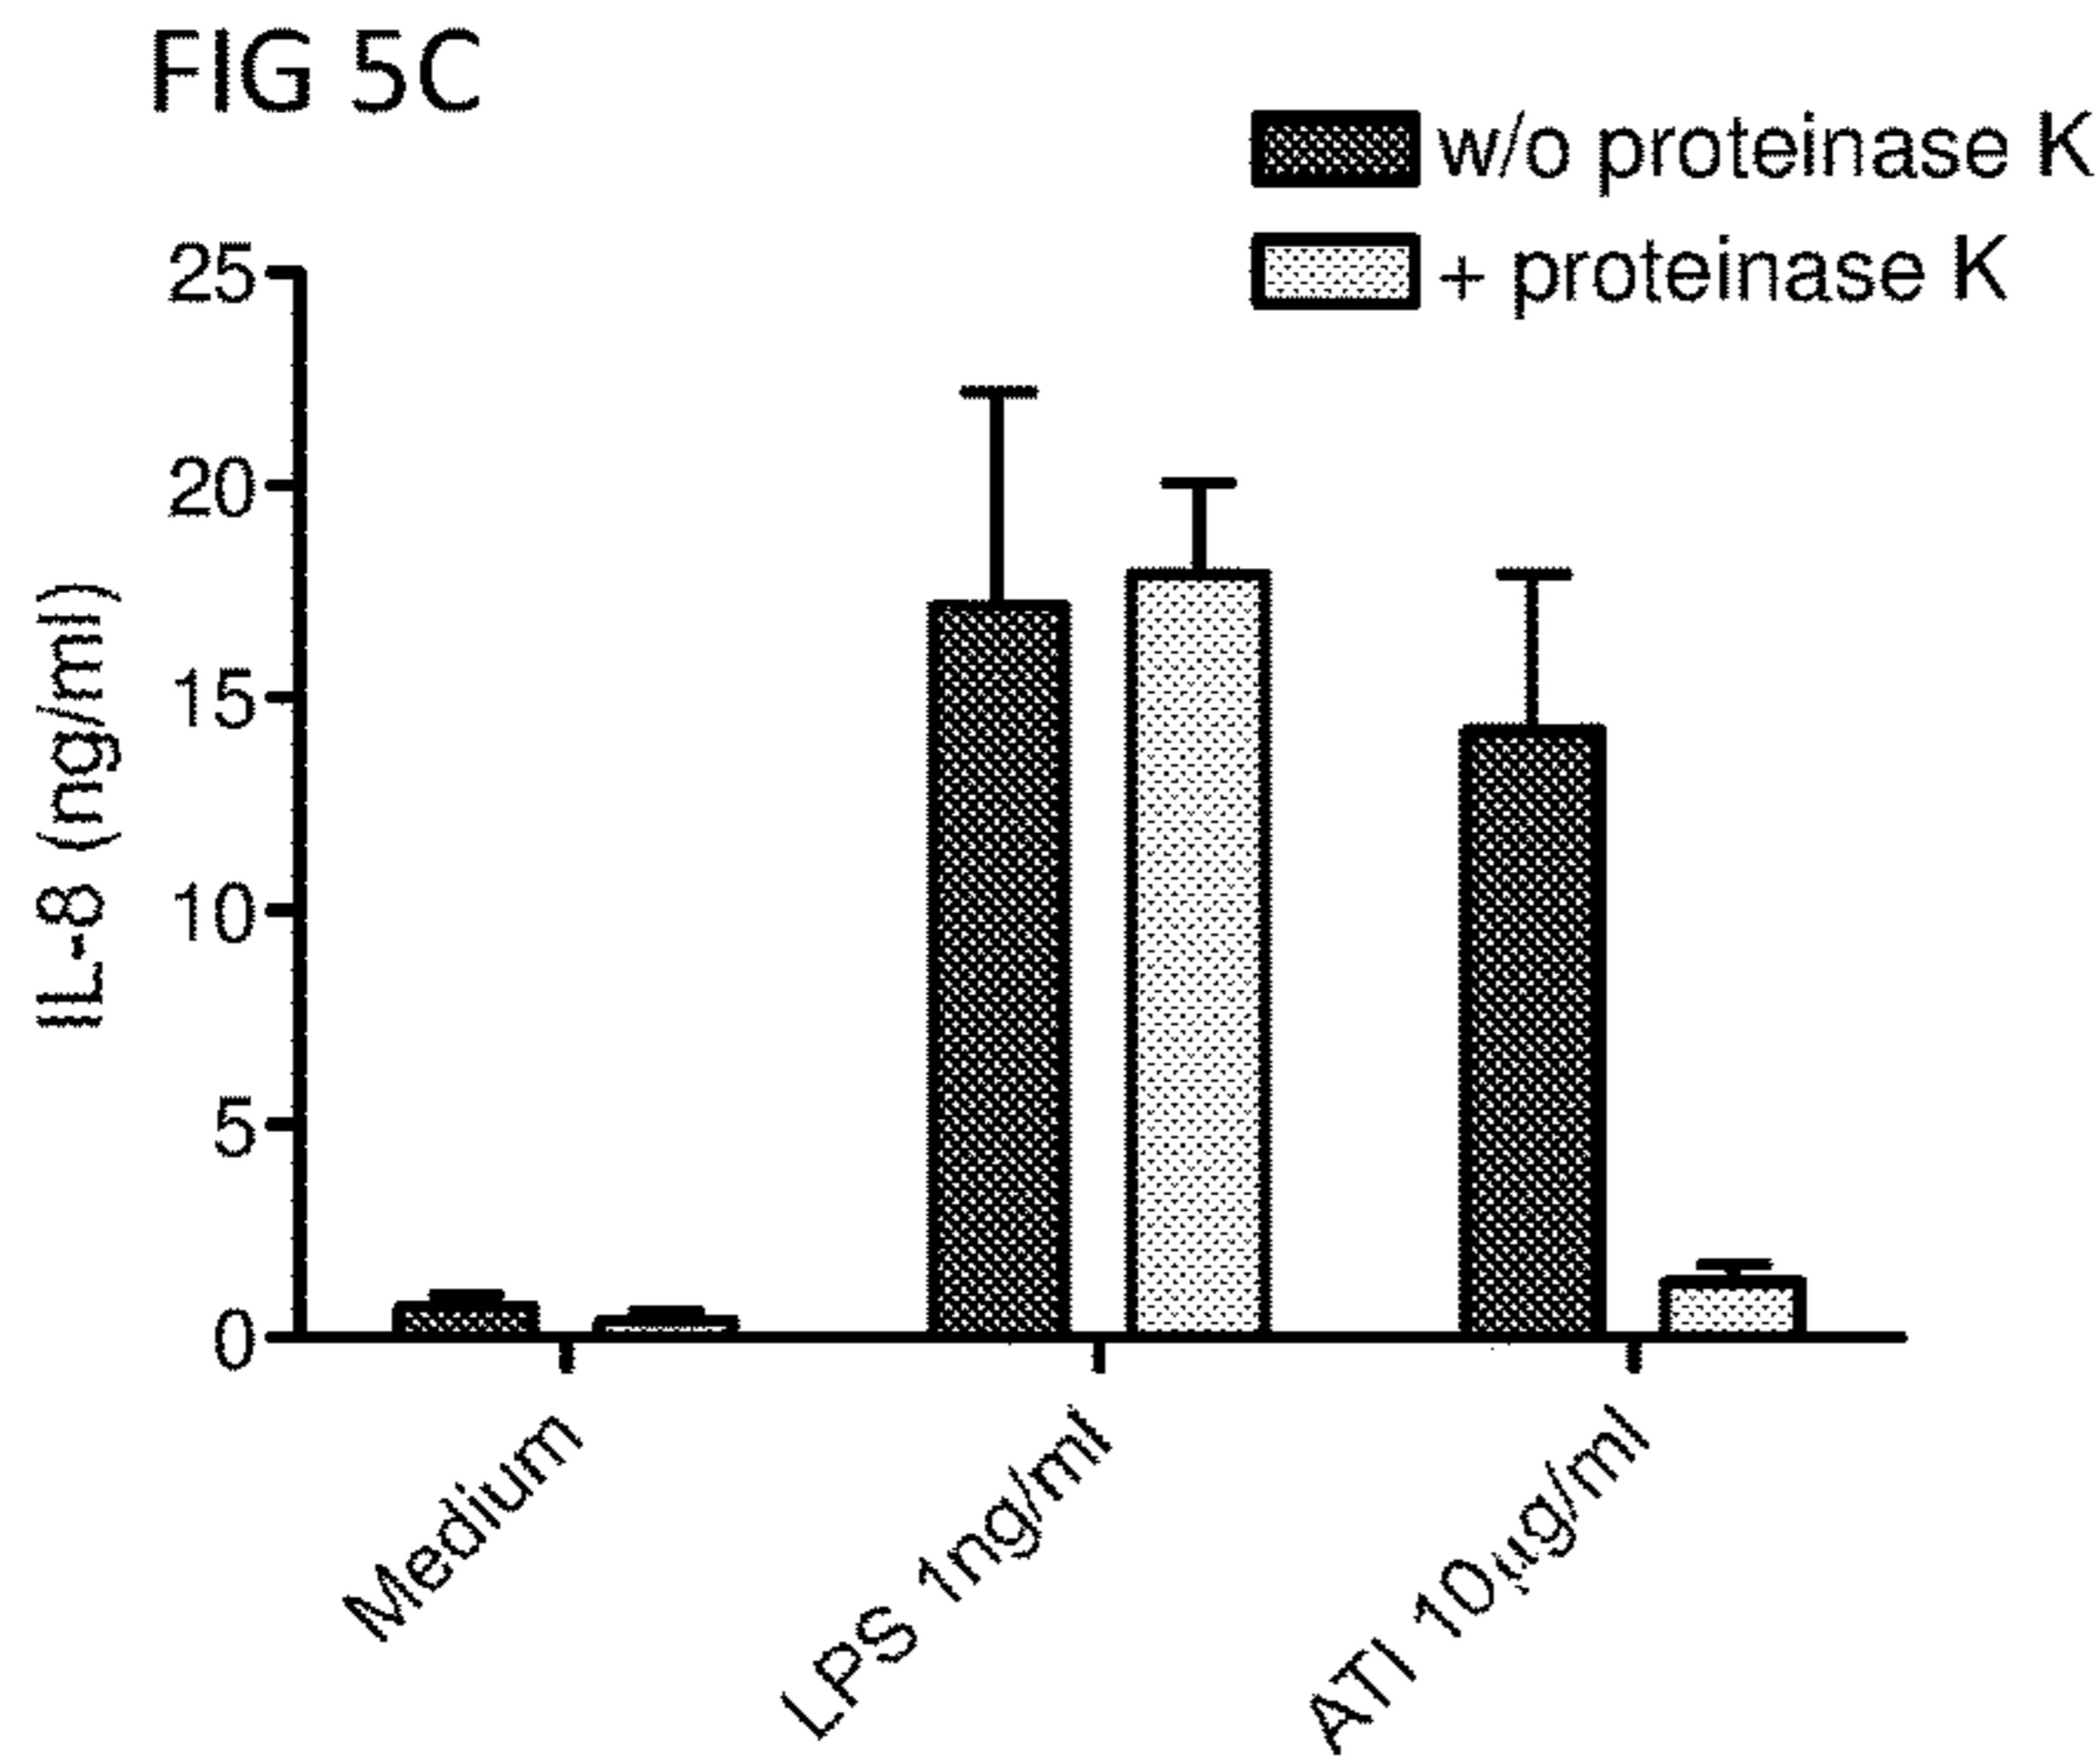 FIG 5C
w/o proteinase K
+ proteinase K
25
20
15
10
5
0
IL-8 (ng/ml)
Medium
LPS 1ng/ml
ATI 10µg/ml